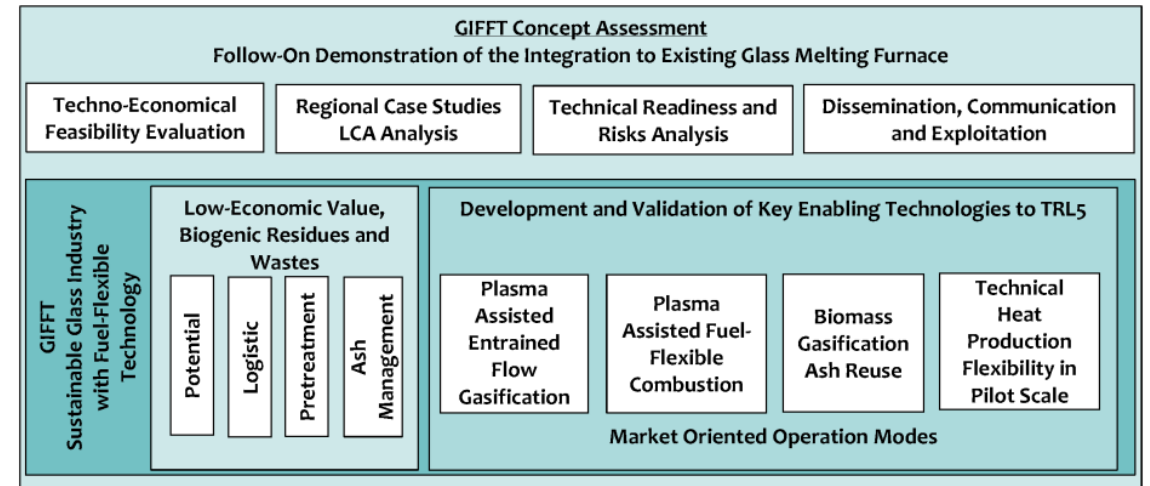 GIFFT Concept Assessment
Follow-On Demonstration of the Integration to Existing Glass Melting Furnace
Techno-Economical
Feasibility Evaluation
Regional Case Studies
LCA Analysis
Technical Readiness and
Risks Analysis
Dissemination, Communication
and Exploitation
GIFFT
Sustainable Glass Industry
with Fuel-Flexible
Technology
Low-Economic Value,
Biogenic Residues and
Wastes
Potential
Logistic
Pretreatment
Ash
Management
Development and Validation of Key Enabling Technologies to TRL5
Plasma
Assisted
Entrained
Flow
Gasification
Plasma
Assisted Fuel-
Flexible
Combustion
Biomass
Gasification
Ash Reuse
Technical
Heat
Production
Flexibility in
Pilot Scale
Market Oriented Operation Modes